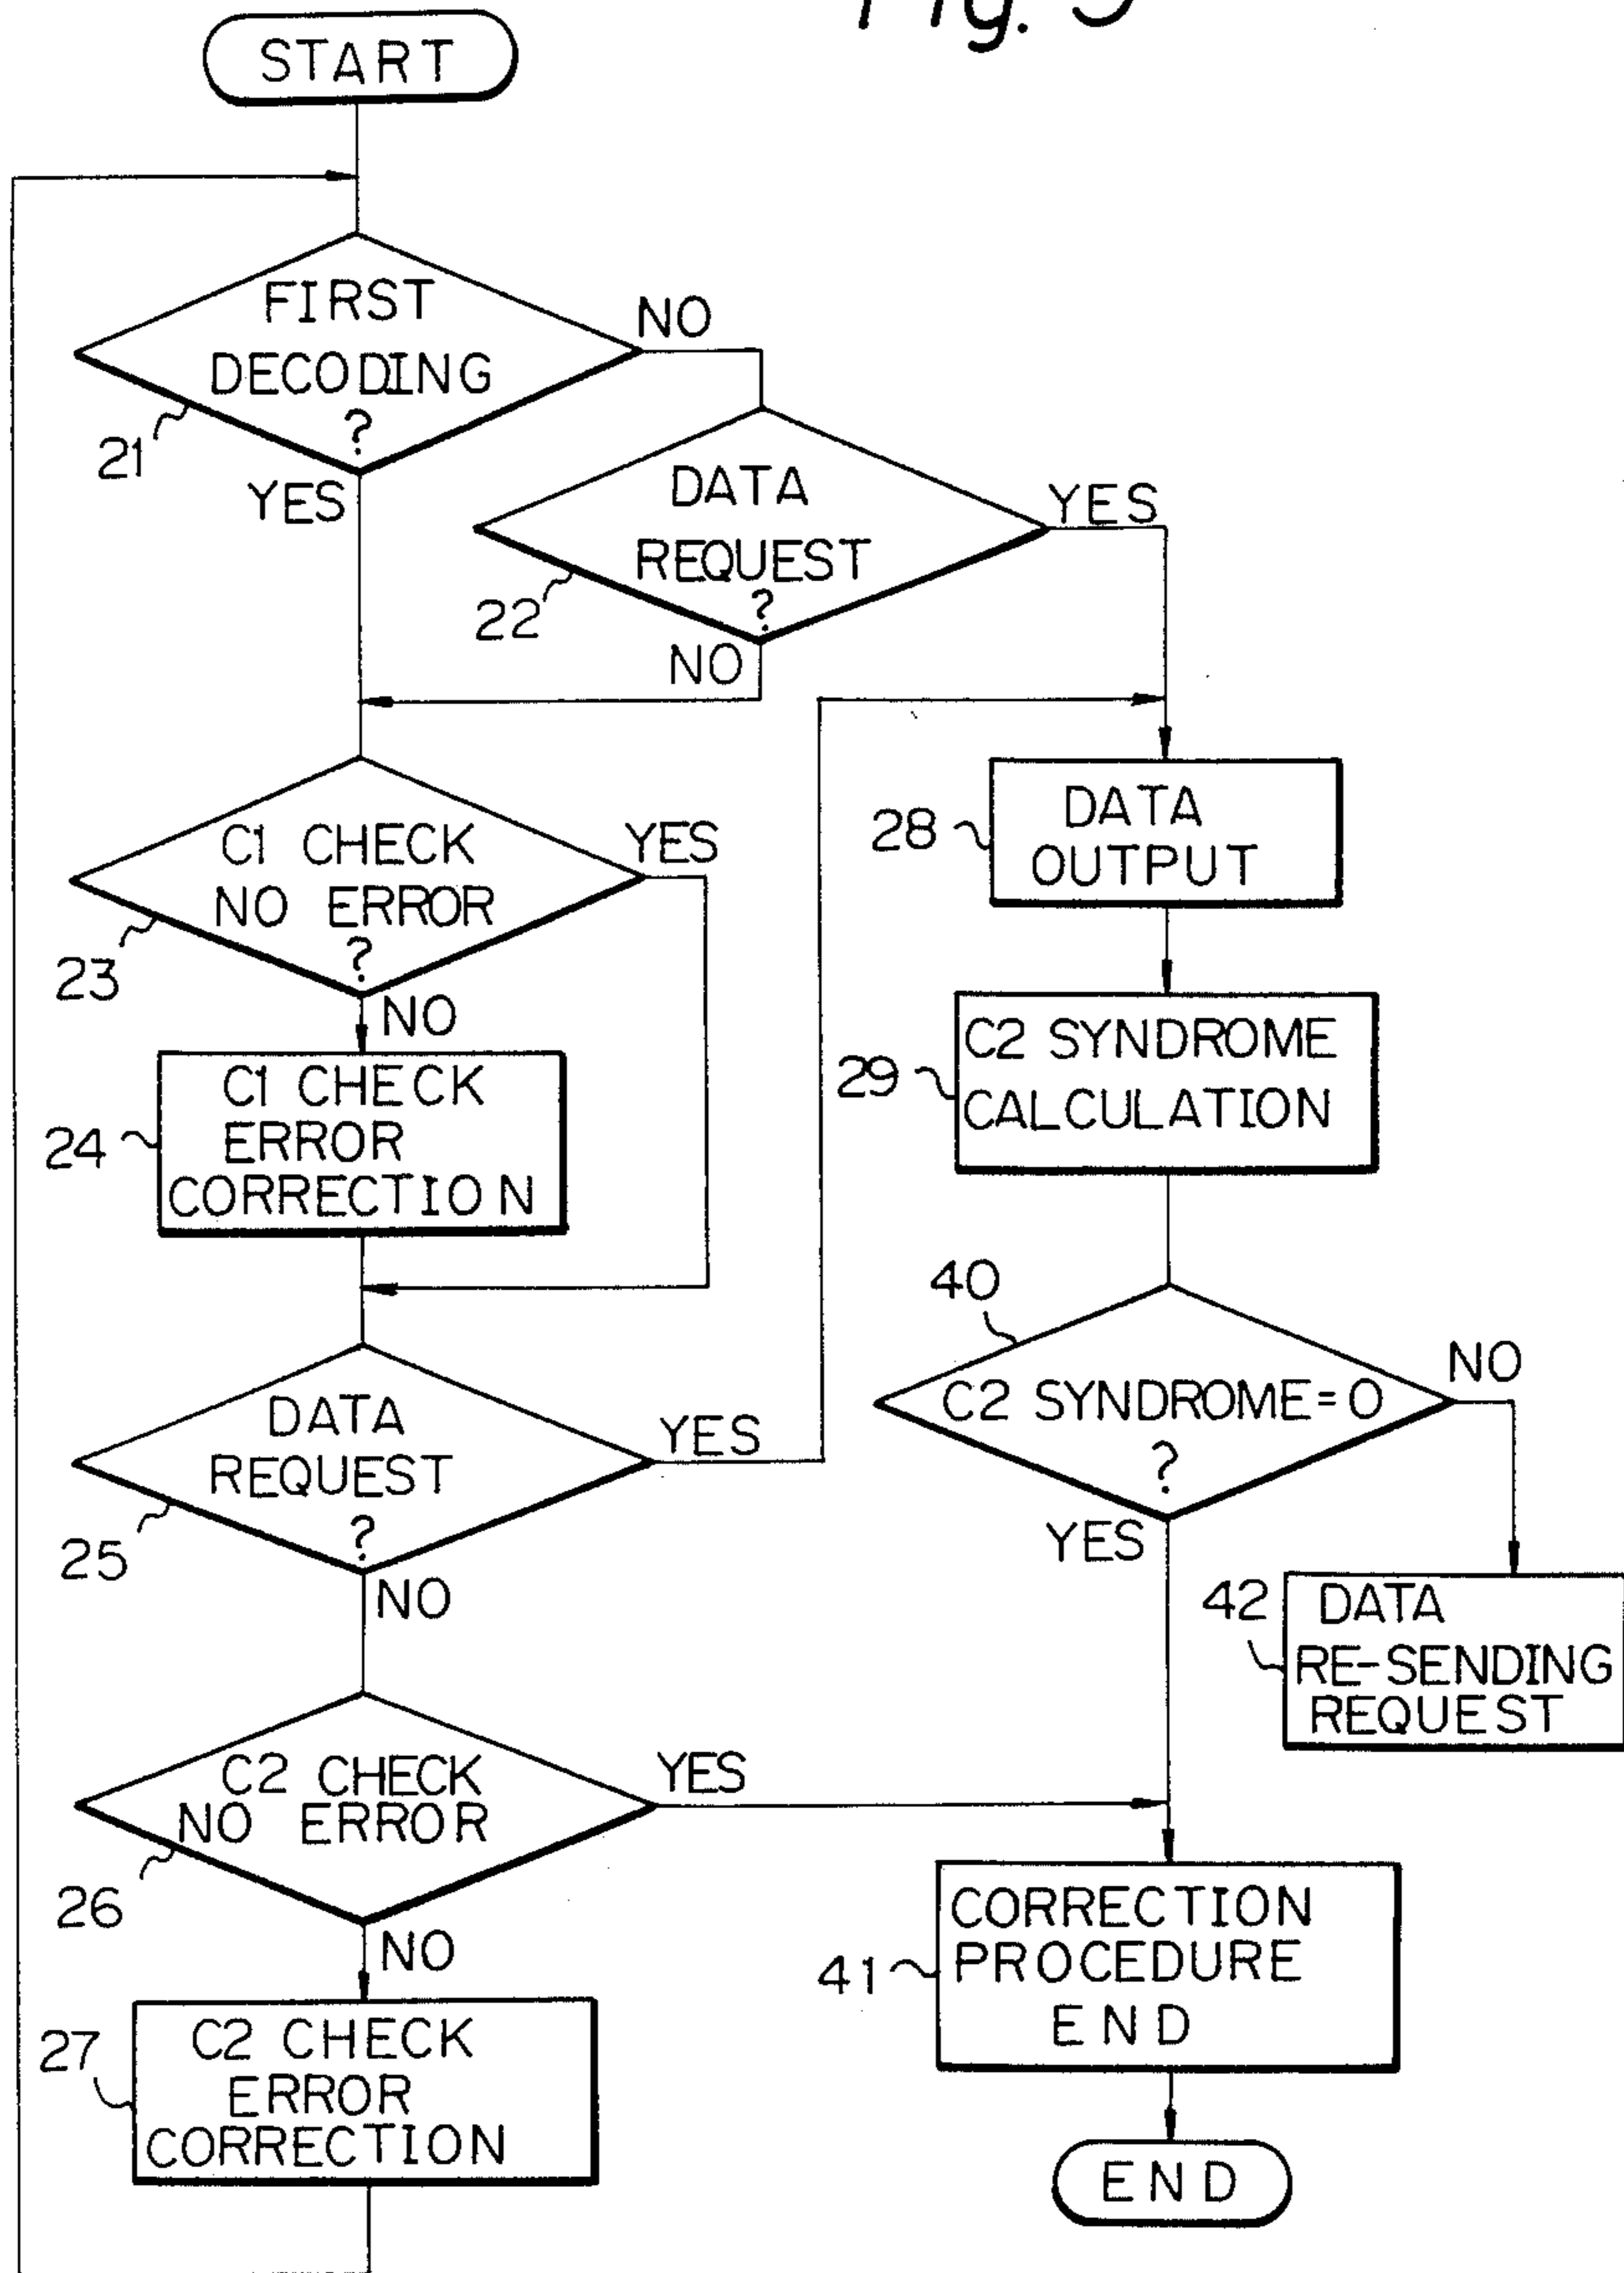 Fig.
START
FIRST
DECODING
?
NO
21
YES
DATA
REQUEST
?
YES
22
NO
C1 CHECK
NO ERROR
?
YES
23
NO
28
DATA
OUTPUT
C1 CHECK
ERROR
CORRECTION
24
29
C2 SYNDROME
CALCULATION
40
C2 SYNDROME=0
?
NO
YES
DATA
REQUEST
?
YES
25
NO
42
DATA
RE-SENDING
REQUEST
C2 CHECK
NO ERROR
YES
26
NO
41
CORRECTION
PROCEDURE
END
27
C2 CHECK
ERROR
CORRECTION
END